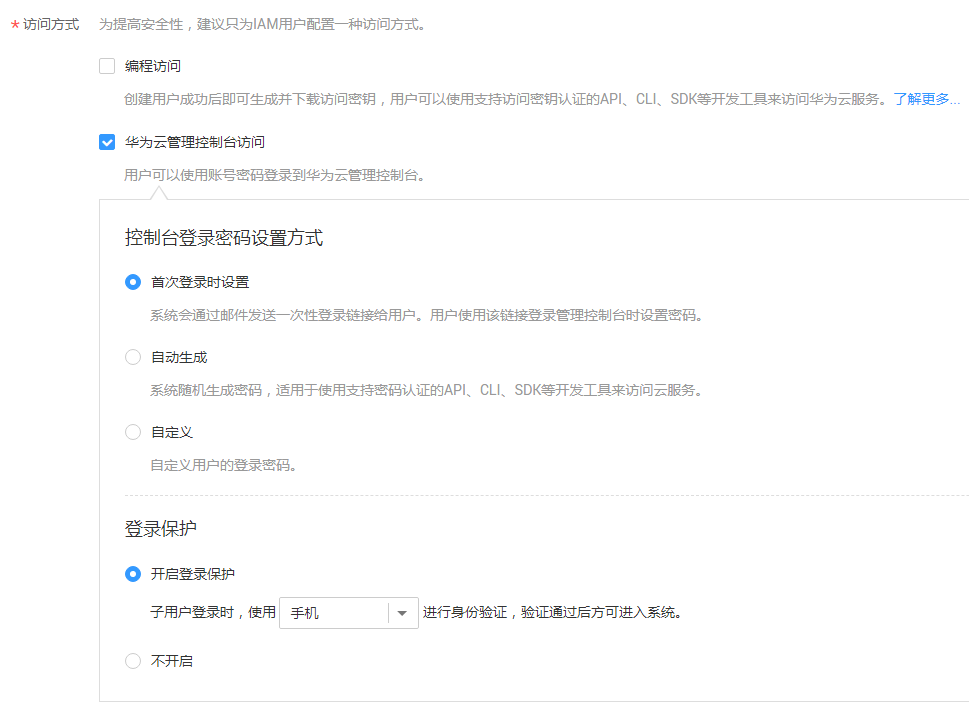 * 访问方式 为提高安全性，建议只为IAM用户配置一种访问方式。
编程访问
创建用户成功后即可生成并下载访问密钥，用户可以使用支持访问密钥认证的API、CLI、SDK等开发工具来访问华为云服务。了解更多...
华为云管理控制台访问
用户可以使用账号密码登录到华为云管理控制台。
控制台登录密码设置方式
首次登录时设置
系统会通过邮件发送一次性登录链接给用户。用户使用该链接登录管理控制台时设置密码。
自动生成
系统随机生成密码，适用于使用支持密码认证的API、CLI、SDK等开发工具来访问云服务。
自定义
自定义用户的登录密码。
登录保护
开启登录保护
子用户登录时，使用 手机 进行身份验证，验证通过后方可进入系统。
不开启